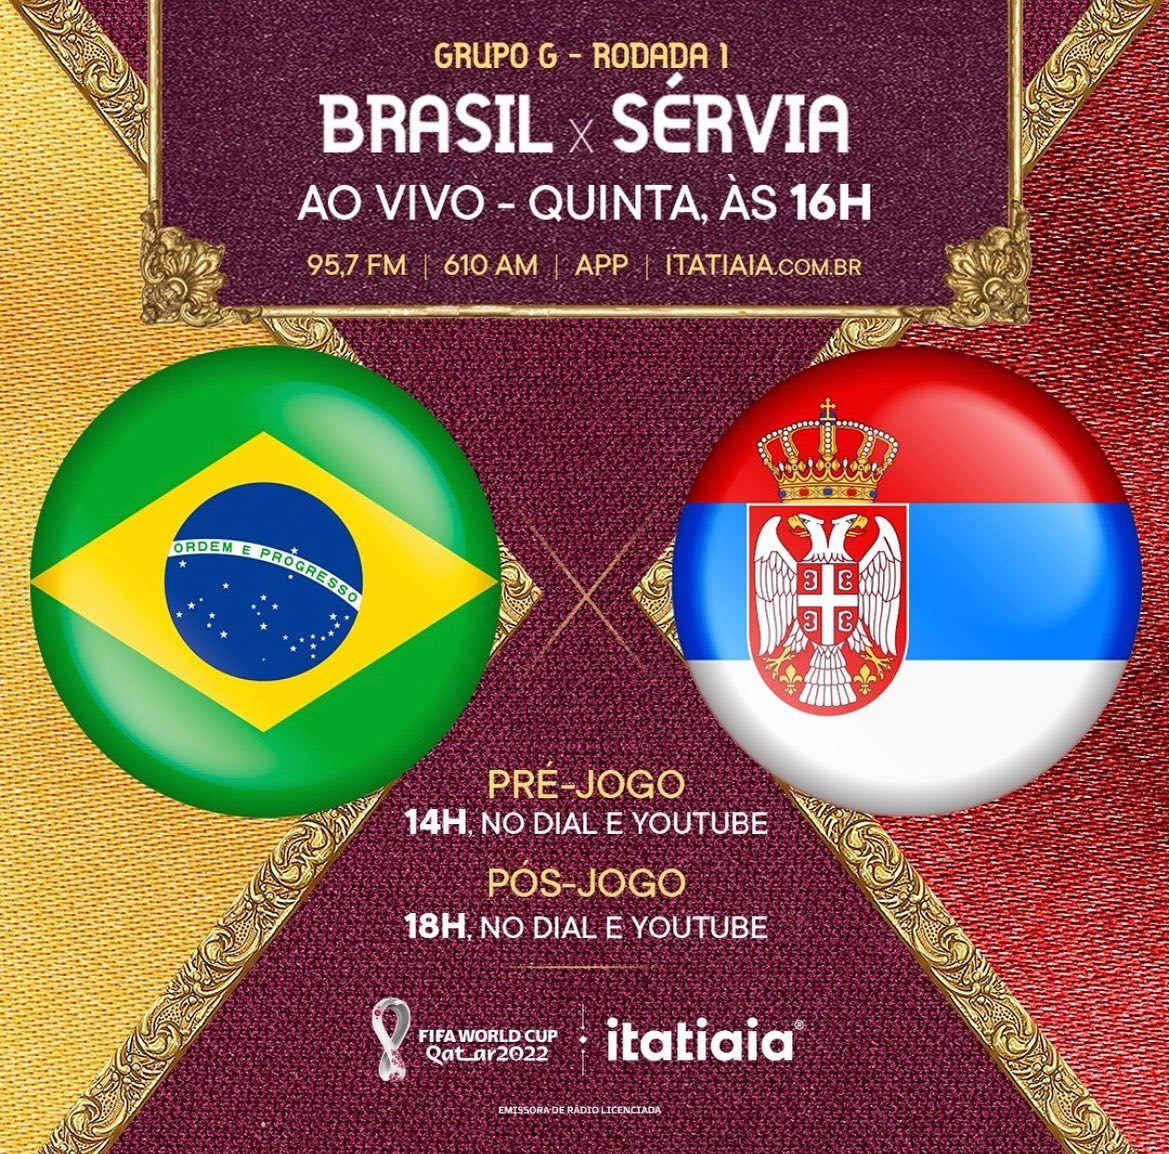 GRUPO G - RODADA 1
BRASIL x SÉRVIA
AO VIVO - QUINTA, ÀS 16H
95,7 FM | 610 AM | APP | ITATIAIA.COM.BR
ORDEM E PROGRESSO
PRÉ-JOGO
14H, NO DIAL E YOUTUBE
PÓS-JOGO
18H, NO DIAL E YOUTUBE
FIFA WORLD CUP
Qatar2022
itatiaia®
EMISSORA DE RÁDIO LICENCIADA